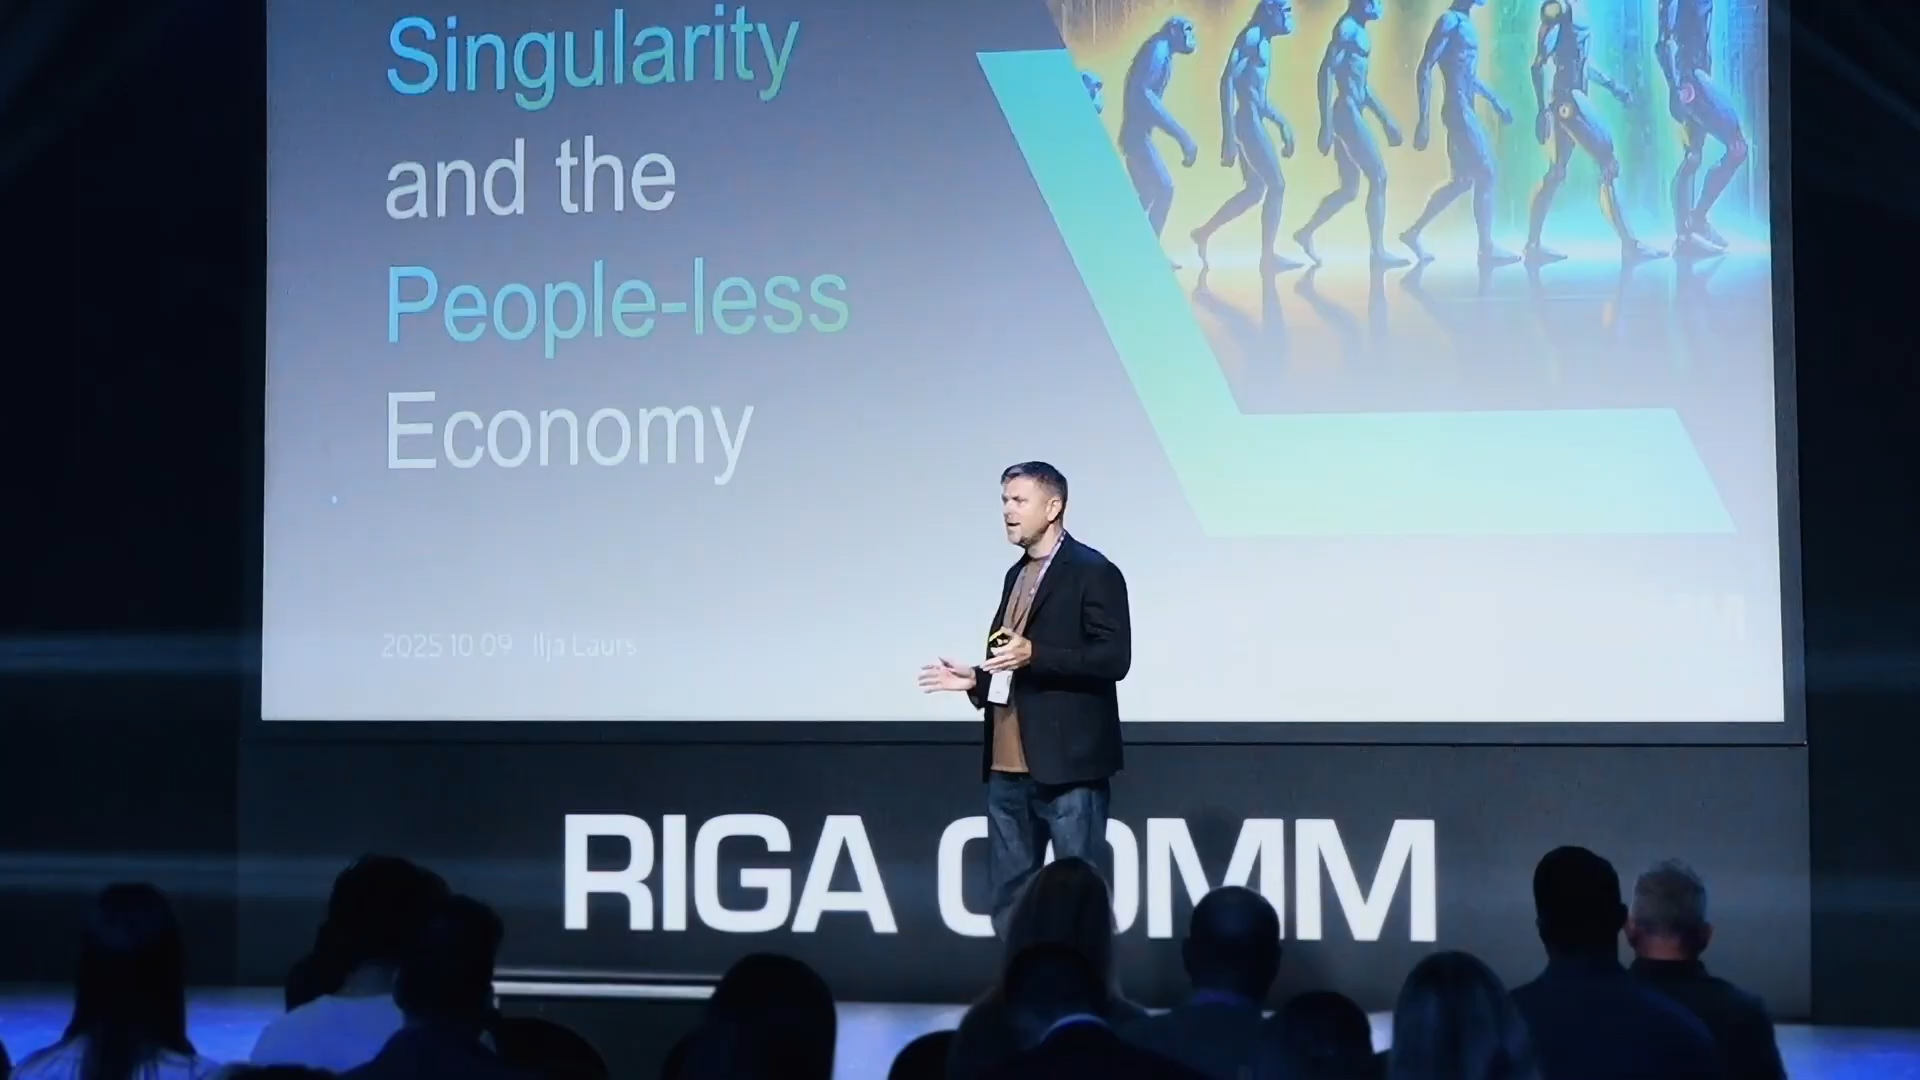 Singularity
and the
People-less
Economy
2025 10 09 Ilja Laurs
RIGA COMM